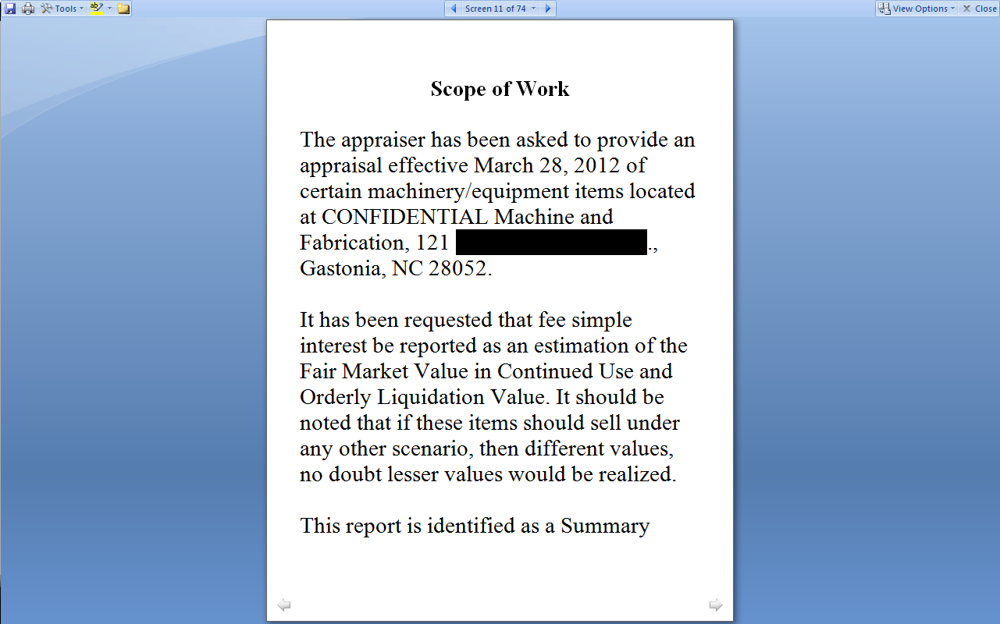 Tools
Screen 11 of 74
View Options
Close
Scope of Work
The appraiser has been asked to provide an
appraisal effective March 28, 2012 of
certain machinery/equipment items located
at CONFIDENTIAL Machine and
Fabrication, 121 .,
Gastonia, NC 28052.
It has been requested that fee simple
interest be reported as an estimation of the
Fair Market Value in Continued Use and
Orderly Liquidation Value. It should be
noted that if these items should sell under
any other scenario, then different values,
no doubt lesser values would be realized.
This report is identified as a Summary